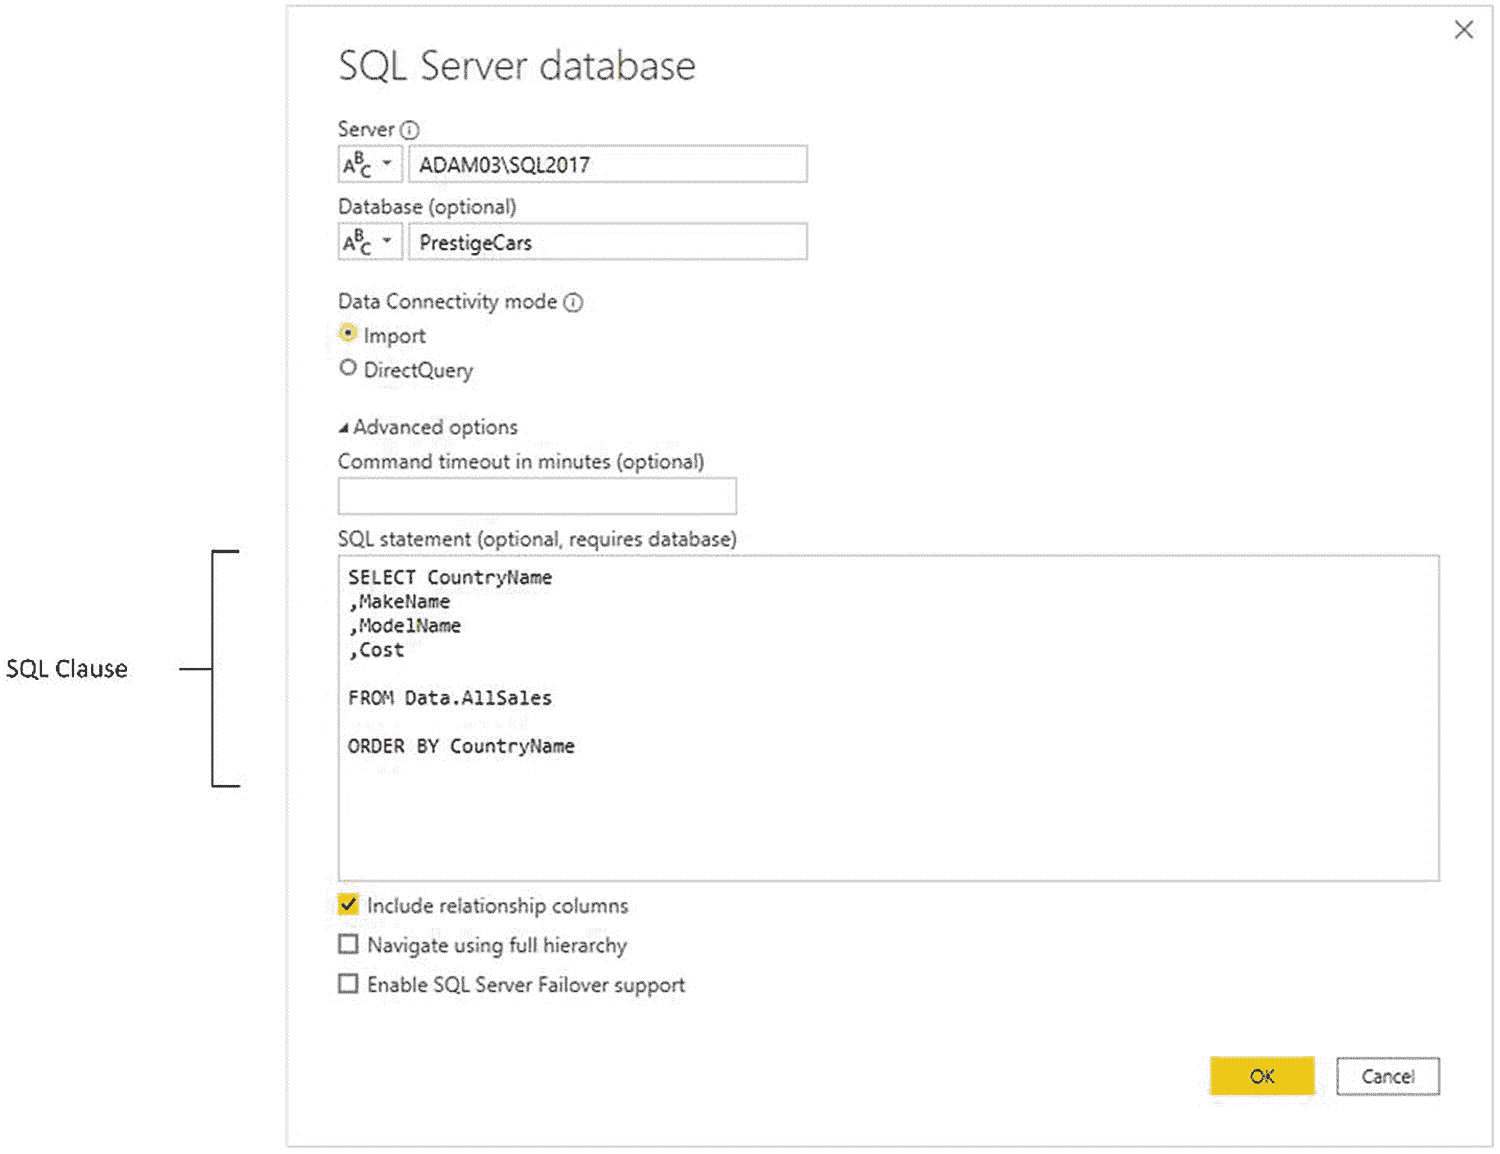 SQL Server database
Server
ABC ADAM03\SQL2017
Database (optional)
ABC PrestigeCars
Data Connectivity mode
Import
DirectQuery
Advanced options
Command timeout in minutes (optional)
SQL statement (optional, requires database)
SELECT CountryName
,MakeName
,ModelName
,Cost
FROM Data.AllSales
ORDER BY CountryName
SQL Clause
Include relationship columns
Navigate using full hierarchy
Enable SQL Server Failover support
OK Cancel